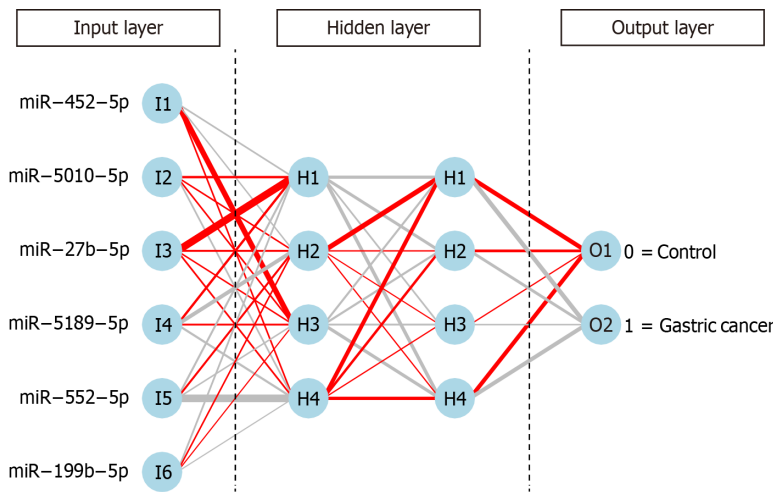 Input layer
Hidden layer
Output layer
miR−452−5p
I1
miR−5010−5p
I2
H1
H1
miR−27b−5p
I3
H2
H2
O1
0 = Control
miR−5189−5p
I4
H3
H3
O2
1 = Gastric cancer
miR−552−5p
I5
H4
H4
miR−199b−5p
I6